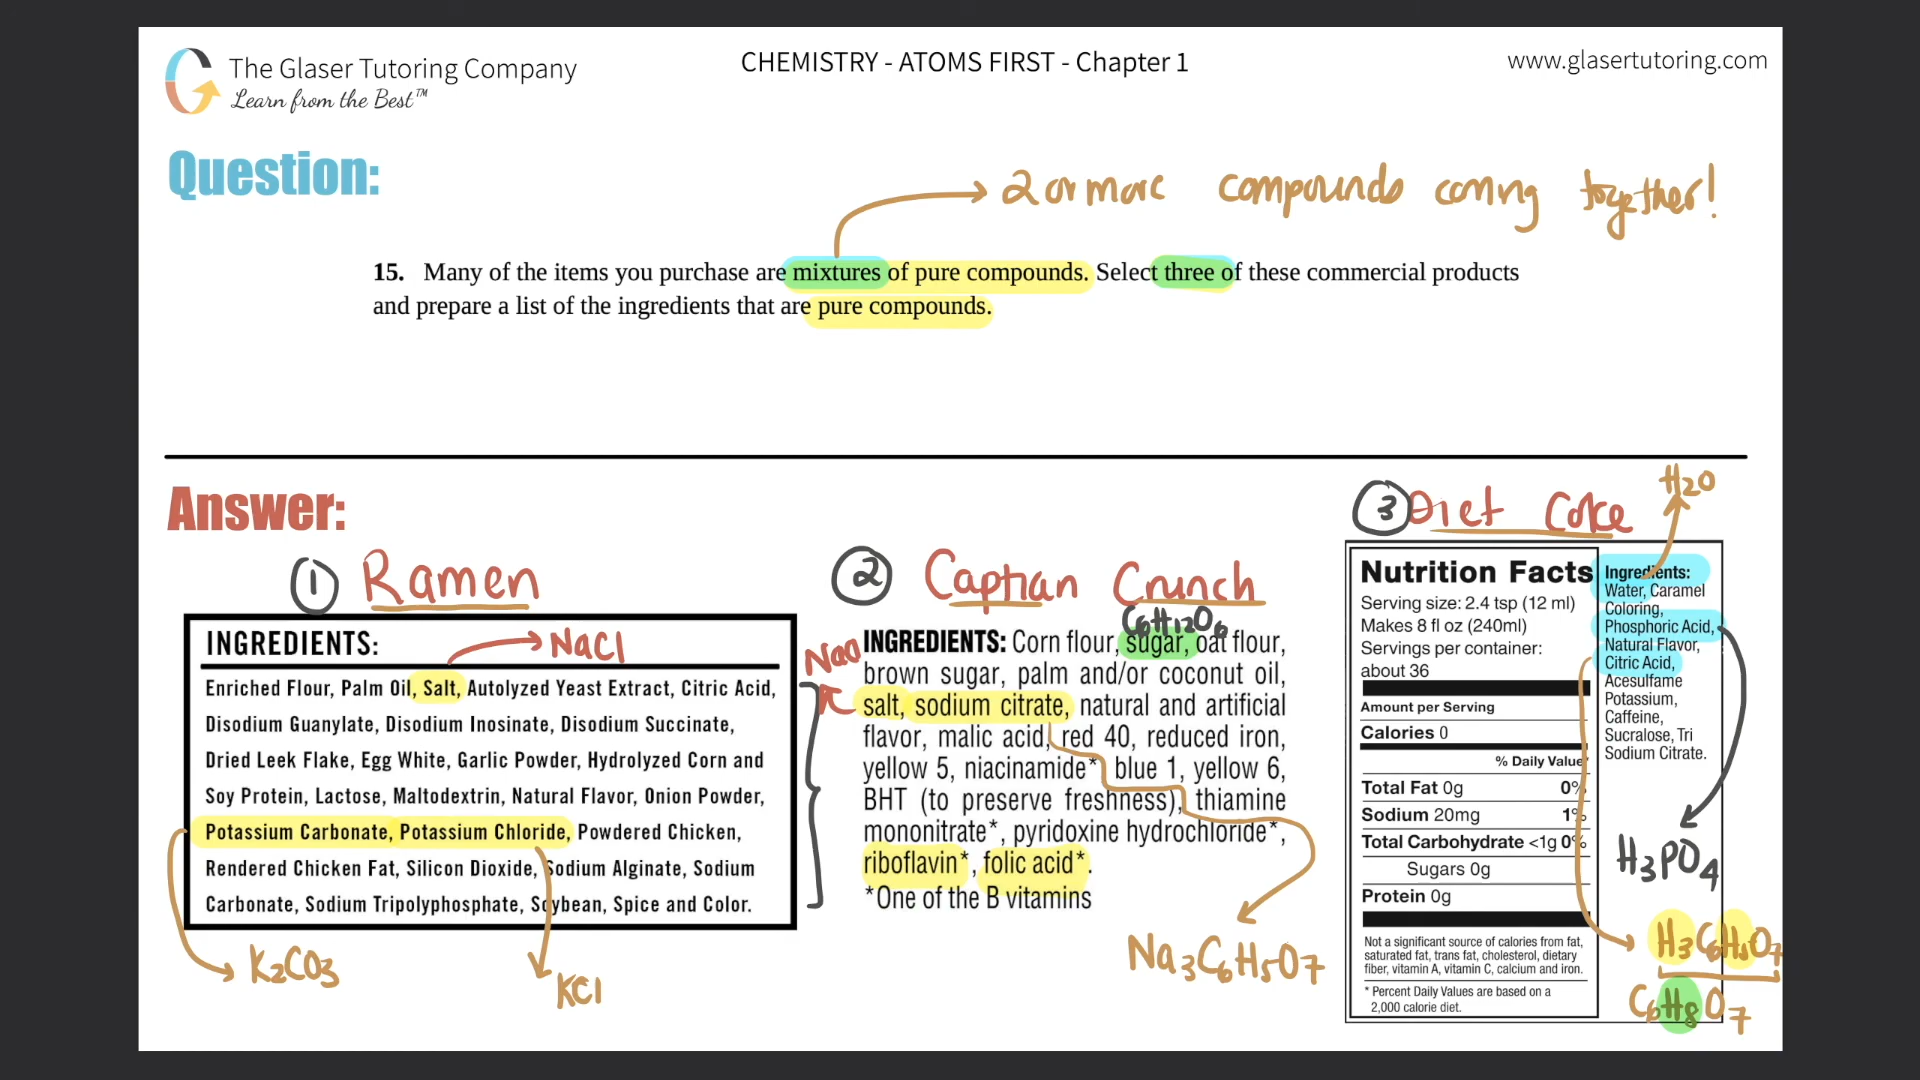 The Glaser Tutoring Company
Learn from the Best™
CHEMISTRY - ATOMS FIRST - Chapter 1
www.glasertutoring.com
Question:
2 or more compounds coming together!
15. Many of the items you purchase are mixtures of pure compounds. Select three of these commercial products
and prepare a list of the ingredients that are pure compounds.
Answer:
1 Ramen
NaCl
INGREDIENTS:
Enriched Flour, Palm Oil, Salt, Autolyzed Yeast Extract, Citric Acid,
Disodium Guanylate, Disodium Inosinate, Disodium Succinate,
Dried Leek Flake, Egg White, Garlic Powder, Hydrolyzed Corn and
Soy Protein, Lactose, Maltodextrin, Natural Flavor, Onion Powder,
Potassium Carbonate, Potassium Chloride, Powdered Chicken,
Rendered Chicken Fat, Silicon Dioxide, Sodium Alginate, Sodium
Carbonate, Sodium Tripolyphosphate, Soybean, Spice and Color.
K2CO3
KCl
2 Captian Crunch
C6H12O6
NaCl
INGREDIENTS: Corn flour, sugar, oat flour,
brown sugar, palm and/or coconut oil,
salt, sodium citrate, natural and artificial
flavor, malic acid, red 40, reduced iron,
yellow 5, niacinamide*, blue 1, yellow 6,
BHT (to preserve freshness), thiamine
mononitrate*, pyridoxine hydrochloride*,
riboflavin*, folic acid*.
*One of the B vitamins
Na3C6H5O7
3 Diet Coke
H2O
Nutrition Facts
Serving size: 2.4 tsp (12 ml)
Makes 8 fl oz (240ml)
Servings per container:
about 36
Amount per Serving
Calories 0
% Daily Value*
Total Fat 0g 0%
Sodium 20mg 1%
Total Carbohydrate <1g 0%
Sugars 0g
Protein 0g
Not a significant source of calories from fat,
saturated fat, trans fat, cholesterol, dietary
fiber, vitamin A, vitamin C, calcium and iron.
* Percent Daily Values are based on a
2,000 calorie diet.
Ingredients:
Water, Caramel
Coloring,
Phosphoric Acid,
Natural Flavor,
Citric Acid,
Acesulfame
Potassium,
Caffeine,
Sucralose, Tri
Sodium Citrate.
H3PO4
H3C6H5O7
C6H8O7